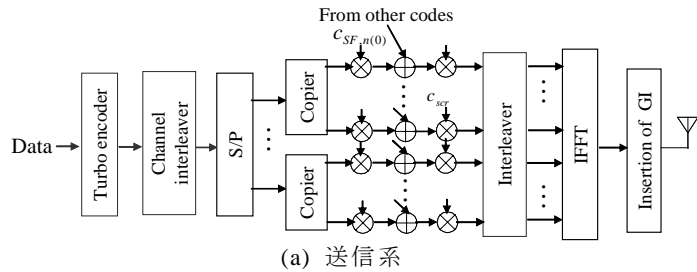 From other codes
c_{SF,n(0)}
c_{scr}
Data
Turbo encoder
Channel
interleaver
S/P
Copier
Copier
Interleaver
IFFT
Insertion of GI
(a) 送信系